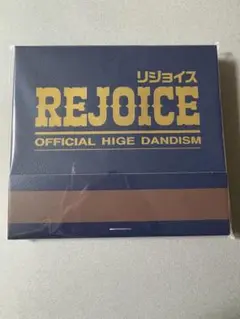 リジョイス
REJOICE
OFFICIAL HIGE DANDISM